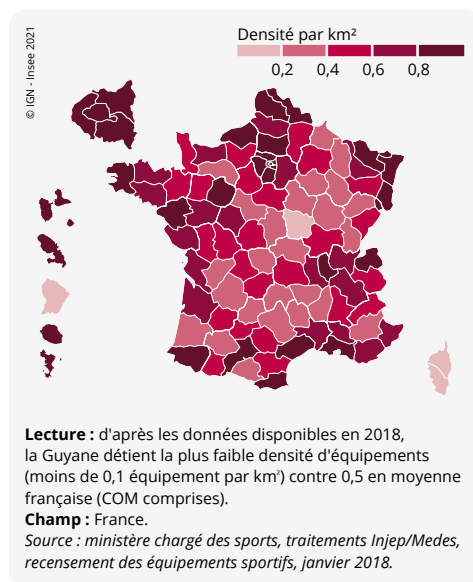 © IGN - Insee 2021
Densité par km²
0,2 0,4 0,6 0,8
Lecture : d'après les données disponibles en 2018,
la Guyane détient la plus faible densité d'équipements
(moins de 0,1 équipement par km²) contre 0,5 en moyenne
française (COM comprises).
Champ : France.
Source : ministère chargé des sports, traitements Injep/Medes,
recensement des équipements sportifs, janvier 2018.